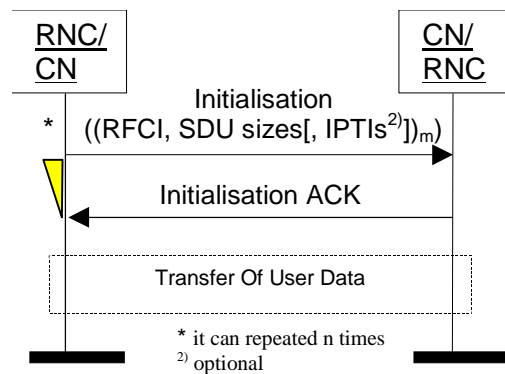 RNC/
CN
CN/
RNC
Initialisation
*
((RFCI, SDU sizes[, IPTIs2)])m)
Initialisation ACK
Transfer Of User Data
* it can repeated n times
2) optional